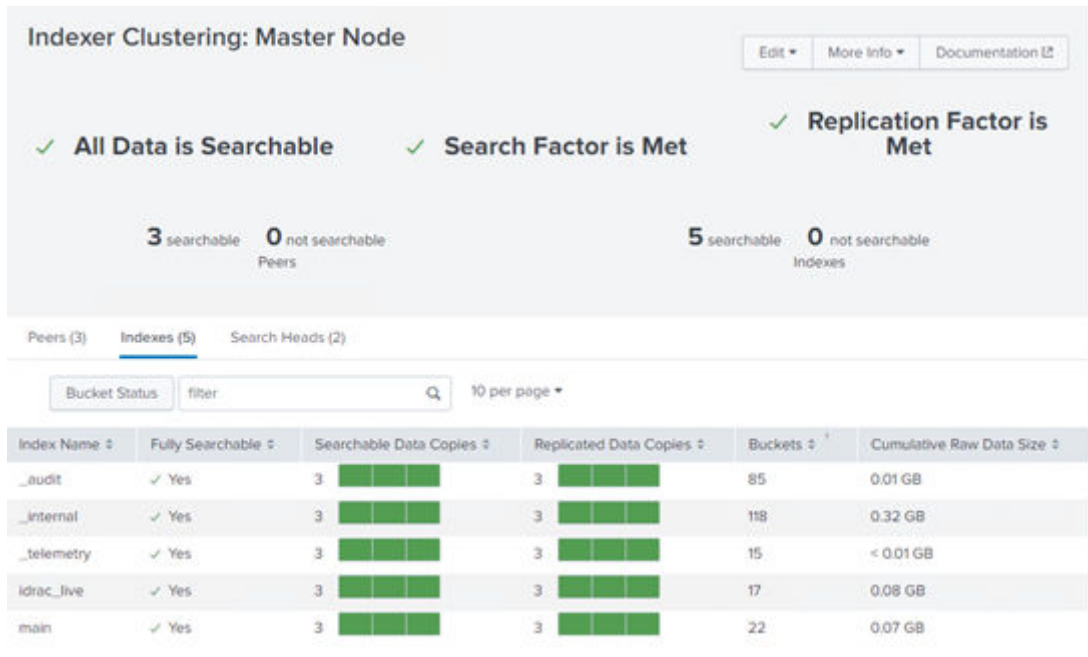 Indexer Clustering: Master Node
Edit More Info Documentation
All Data is Searchable Search Factor is Met Replication Factor is
Met
3 searchable 0 not searchable 5 searchable 0 not searchable
Peers Indexes
Peers (3) Indexes (5) Search Heads (2)
Bucket Status filter 10 per page
Index Name Fully Searchable Searchable Data Copies Replicated Data Copies Buckets Cumulative Raw Data Size
_audit Yes 3 3 85 0.01 GB
_internal Yes 3 3 118 0.32 GB
_telemetry Yes 3 3 15 < 0.01 GB
idrac_live Yes 3 3 17 0.08 GB
main Yes 3 3 22 0.07 GB